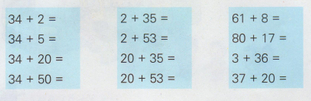 34 + 2 =
34 + 5 =
34 + 20 =
34 + 50 =
2 + 35 =
2 + 53 =
20 + 35 =
20 + 53 =
61 + 8 =
80 + 17 =
3 + 36 =
37 + 20 =